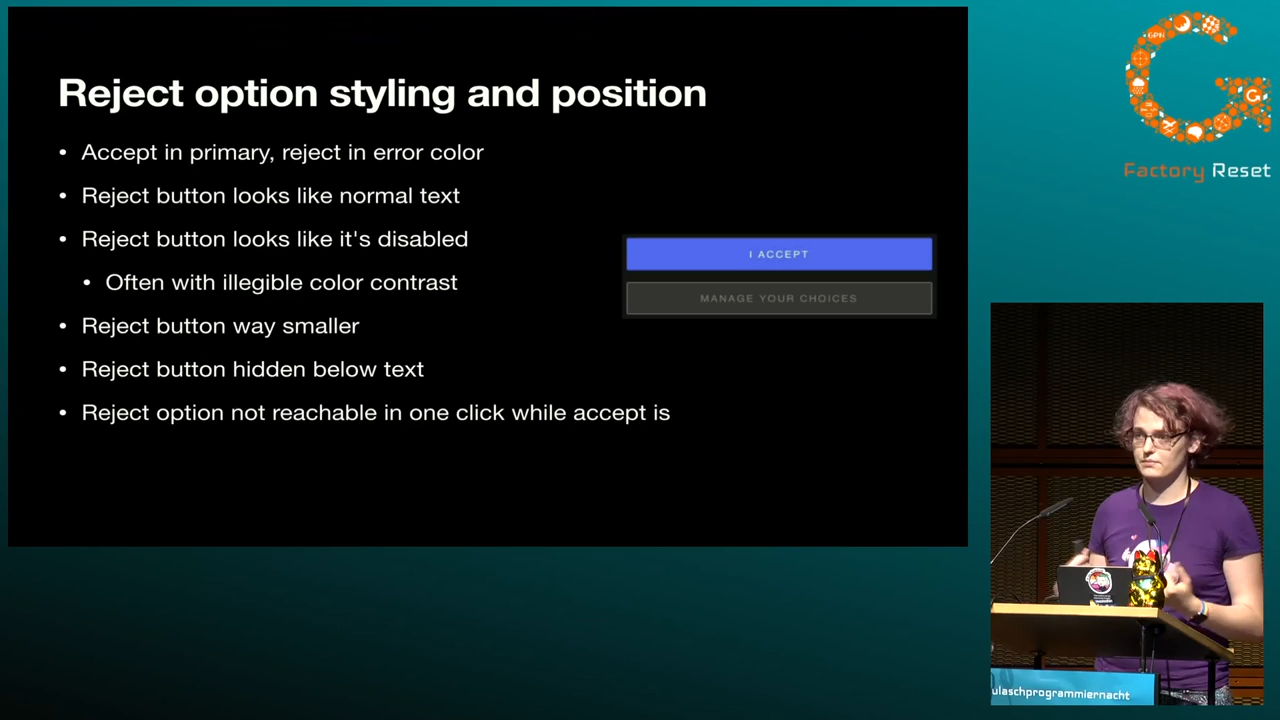 Reject option styling and position
• Accept in primary, reject in error color
• Reject button looks like normal text
• Reject button looks like it's disabled
• Often with illegible color contrast
• Reject button way smaller
• Reject button hidden below text
• Reject option not reachable in one click while accept is
I ACCEPT
MANAGE YOUR CHOICES
GPN
Factory Reset
ulaschprogrammiernacht